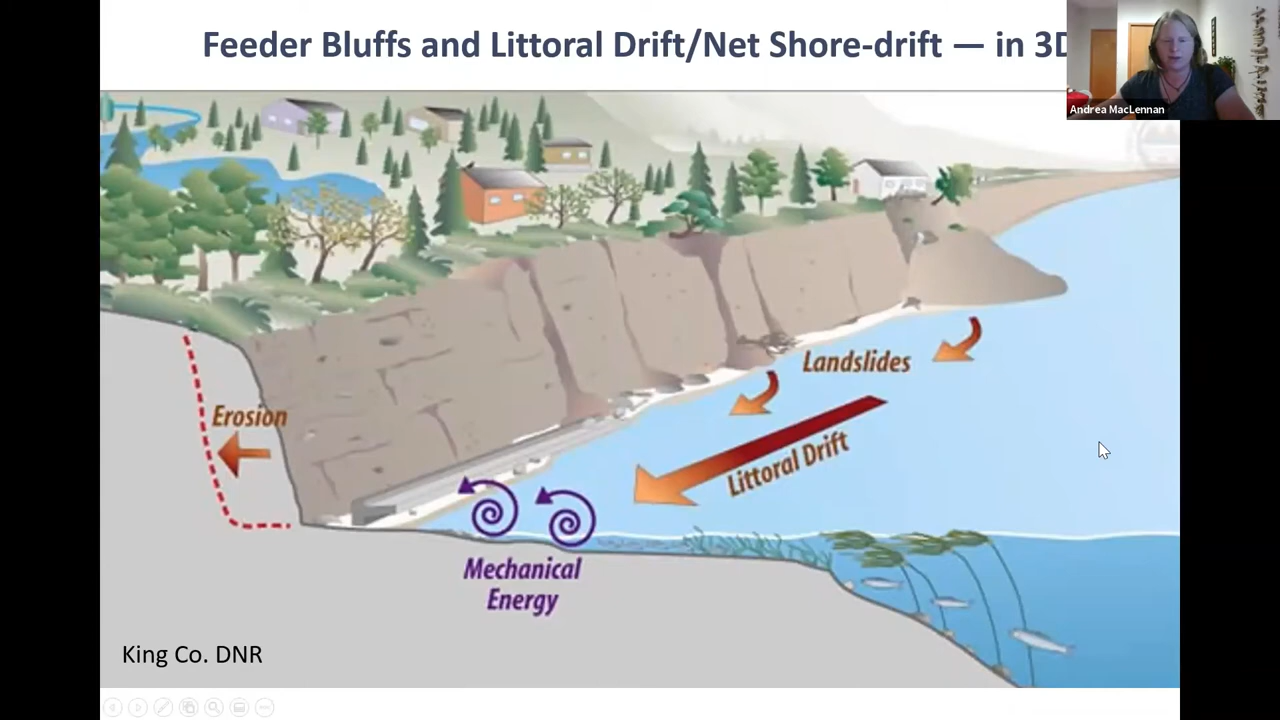 Feeder Bluffs and Littoral Drift/Net Shore-drift — in 3D
Andrea MacLennan
Landslides
Erosion
Littoral Drift
Mechanical
Energy
King Co. DNR